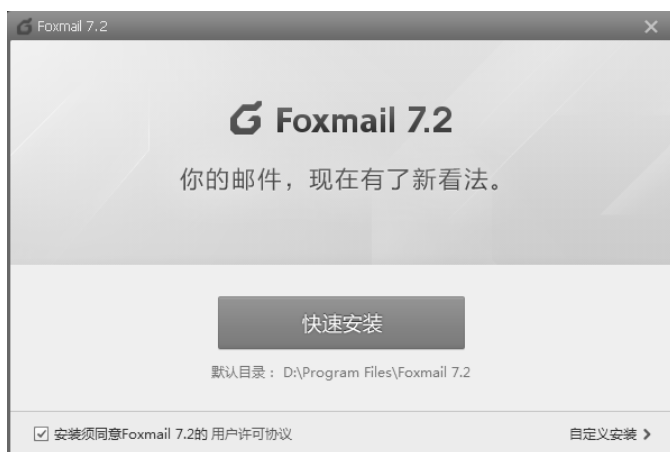 Foxmail 7.2
Foxmail 7.2
你的邮件，现在有了新看法。
快速安装
默认目录： D:\Program Files\Foxmail 7.2
安装须同意Foxmail 7.2的 用户许可协议
自定义安装